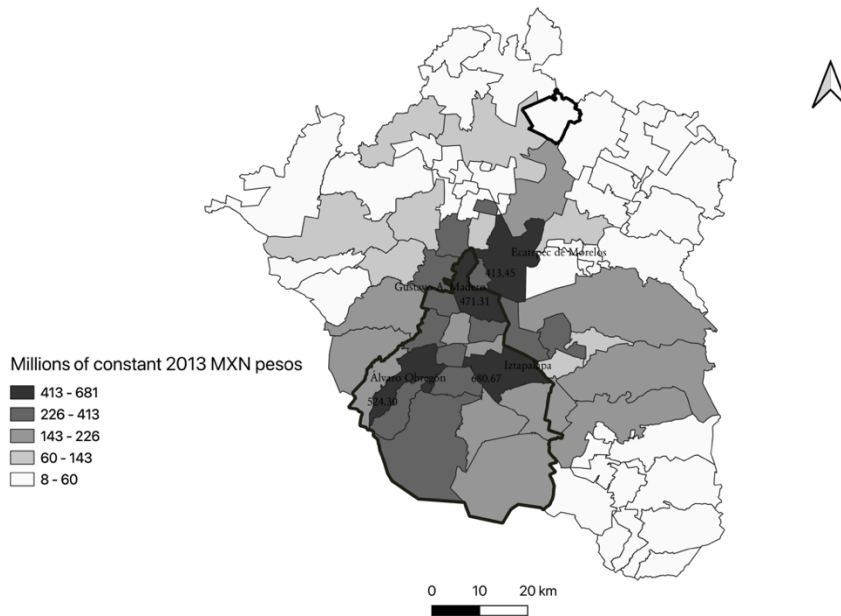 Ecatepec de Morelos
413.45
Gustavo A. Madero
471.31
Iztapalapa
Álvaro Obregón
680.67
524.30
Millions of constant 2013 MXN pesos
413 - 681
226 - 413
143 - 226
60 - 143
8 - 60
0 10 20 km